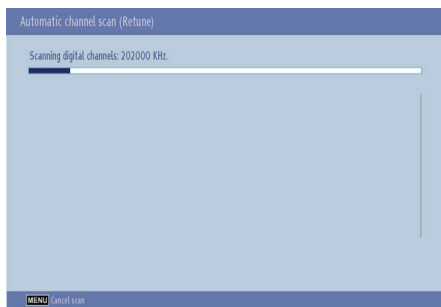 Automatic channel scan (Retune)
Scanning digital channels: 202000 KHz.
MENU Cancel scan